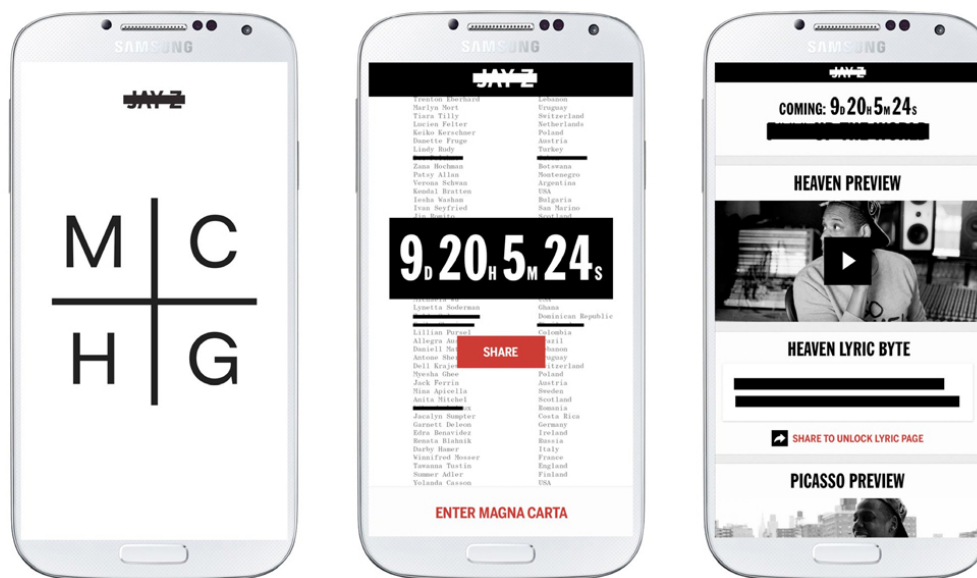 SAMSUNG
JAY Z
M C
H G
SAMSUNG
JAY Z
Trenton Eberhard Lebanon
Marlyn Mort Uruguay
Tiara Tilly Switzerland
Lucien Felter Netherlands
Keiko Kerschner Poland
Danette Fruge Austria
Lindy Rudy Turkey
Zana Hochman Botswana
Patsy Allan Montenegro
Verona Schwan Argentina
Kendal Bratten USA
Iesha Washam Bulgaria
Ivan Seyfried San Marino
Scotland
9D 20H 5M 24S
Lynetta Soderman Ghana
Dominican Republic
Lillian Pursel Colombia
Allegra
Daniell
Antone
Dell
Myesha Ghee Poland
Jack Ferrin Austria
Mina Apicella Sweden
Anita Mitchel Scotland
Romania
Jacalyn Sumpter Costa Rica
Garnett Deleon Germany
Edra Benavidez Ireland
Renata Blahnik Russia
Darby Hamer Italy
Winnifred Mosser France
Tawanna Tustin England
Summer Adler Finland
Yolanda Casson USA
SHARE
ENTER MAGNA CARTA
SAMSUNG
JAY Z
COMING: 9D 20H 5M 24S
HEAVEN PREVIEW
HEAVEN LYRIC BYTE
SHARE TO UNLOCK LYRIC PAGE
PICASSO PREVIEW